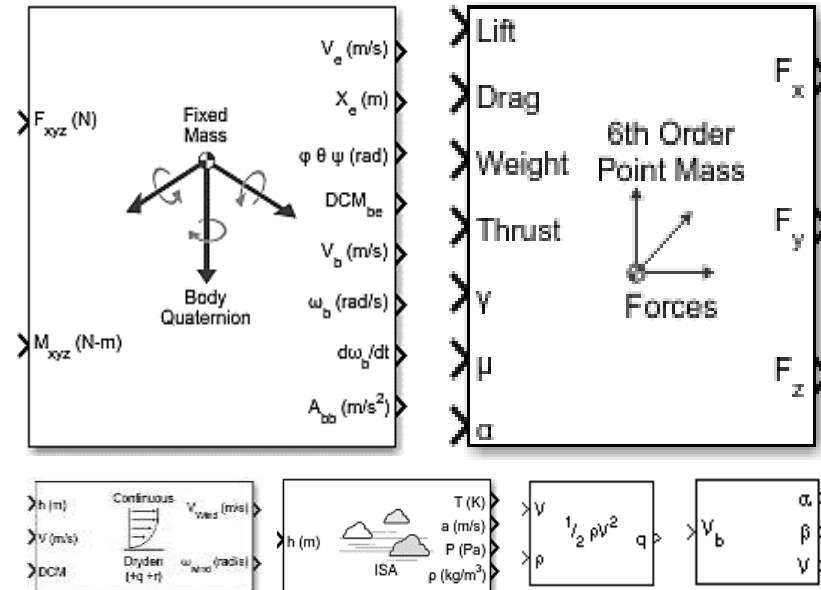 V_e (m/s)
X_e (m)
F_xyz (N)
Fixed
Mass
φ θ ψ (rad)
DCM_be
V_b (m/s)
Body
Quaternion
ω_b (rad/s)
M_xyz (N-m)
dω_b/dt
A_bb (m/s²)
Lift
Drag
Weight
Thrust
γ
μ
α
6th Order
Point Mass
Forces
F_x
F_y
F_z
h (m)
V (m/s)
DCM
Continuous
Dryden
(+q +r)
V_Wind (m/s)
ω_wind (rad/s)
h (m)
ISA
T (K)
a (m/s)
P (Pa)
ρ (kg/m³)
V
ρ
½ ρV²
q
V_b
α
β
V